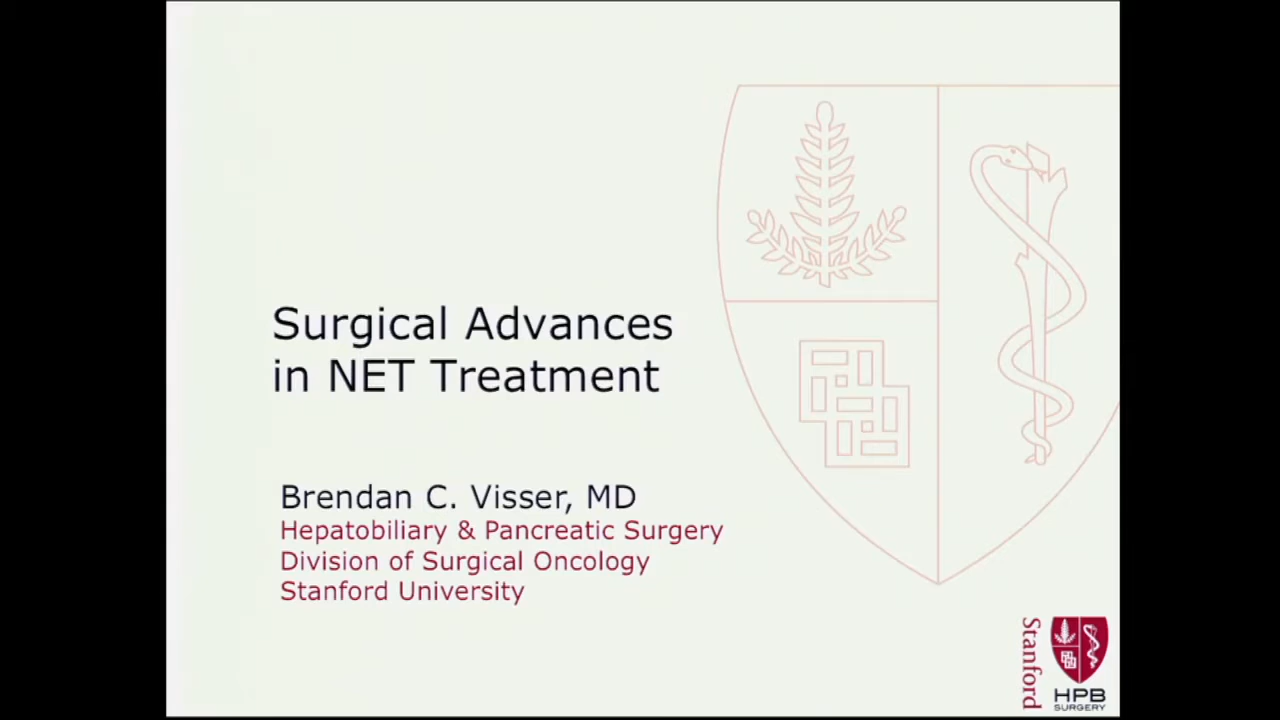 Surgical Advances
in NET Treatment
Brendan C. Visser, MD
Hepatobiliary & Pancreatic Surgery
Division of Surgical Oncology
Stanford University
Stanford
HPB
SURGERY